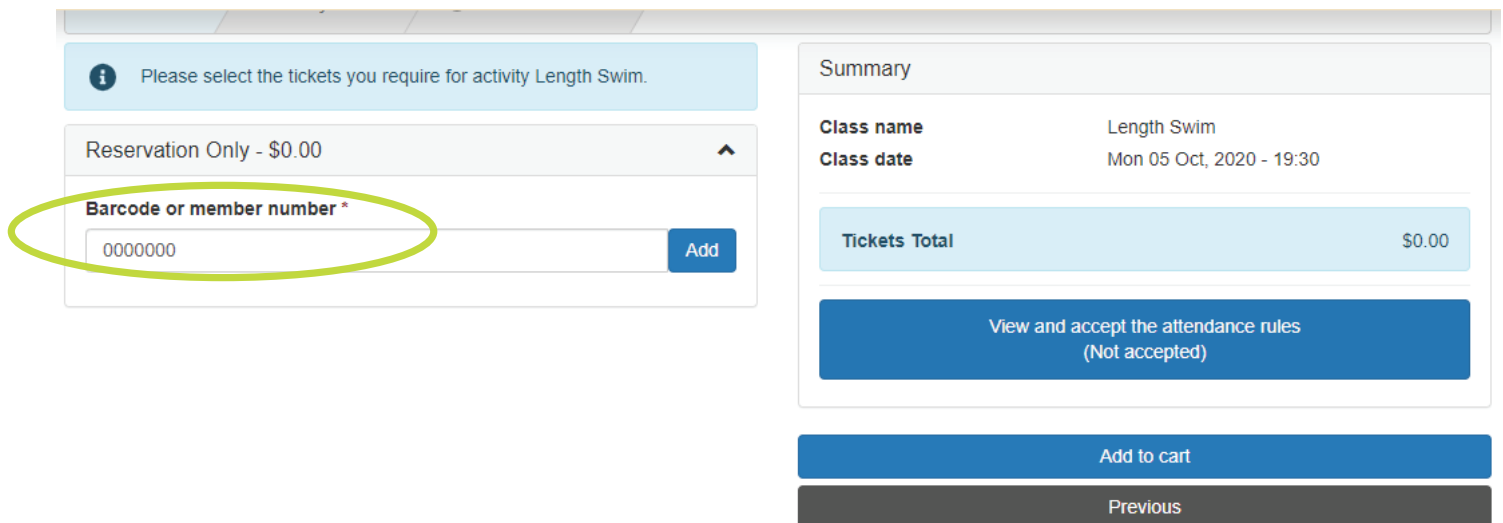 Please select the tickets you require for activity Length Swim.
Reservation Only - $0.00
Barcode or member number *
0000000
Add
Summary
Class name Length Swim
Class date Mon 05 Oct, 2020 - 19:30
Tickets Total $0.00
View and accept the attendance rules
(Not accepted)
Add to cart
Previous